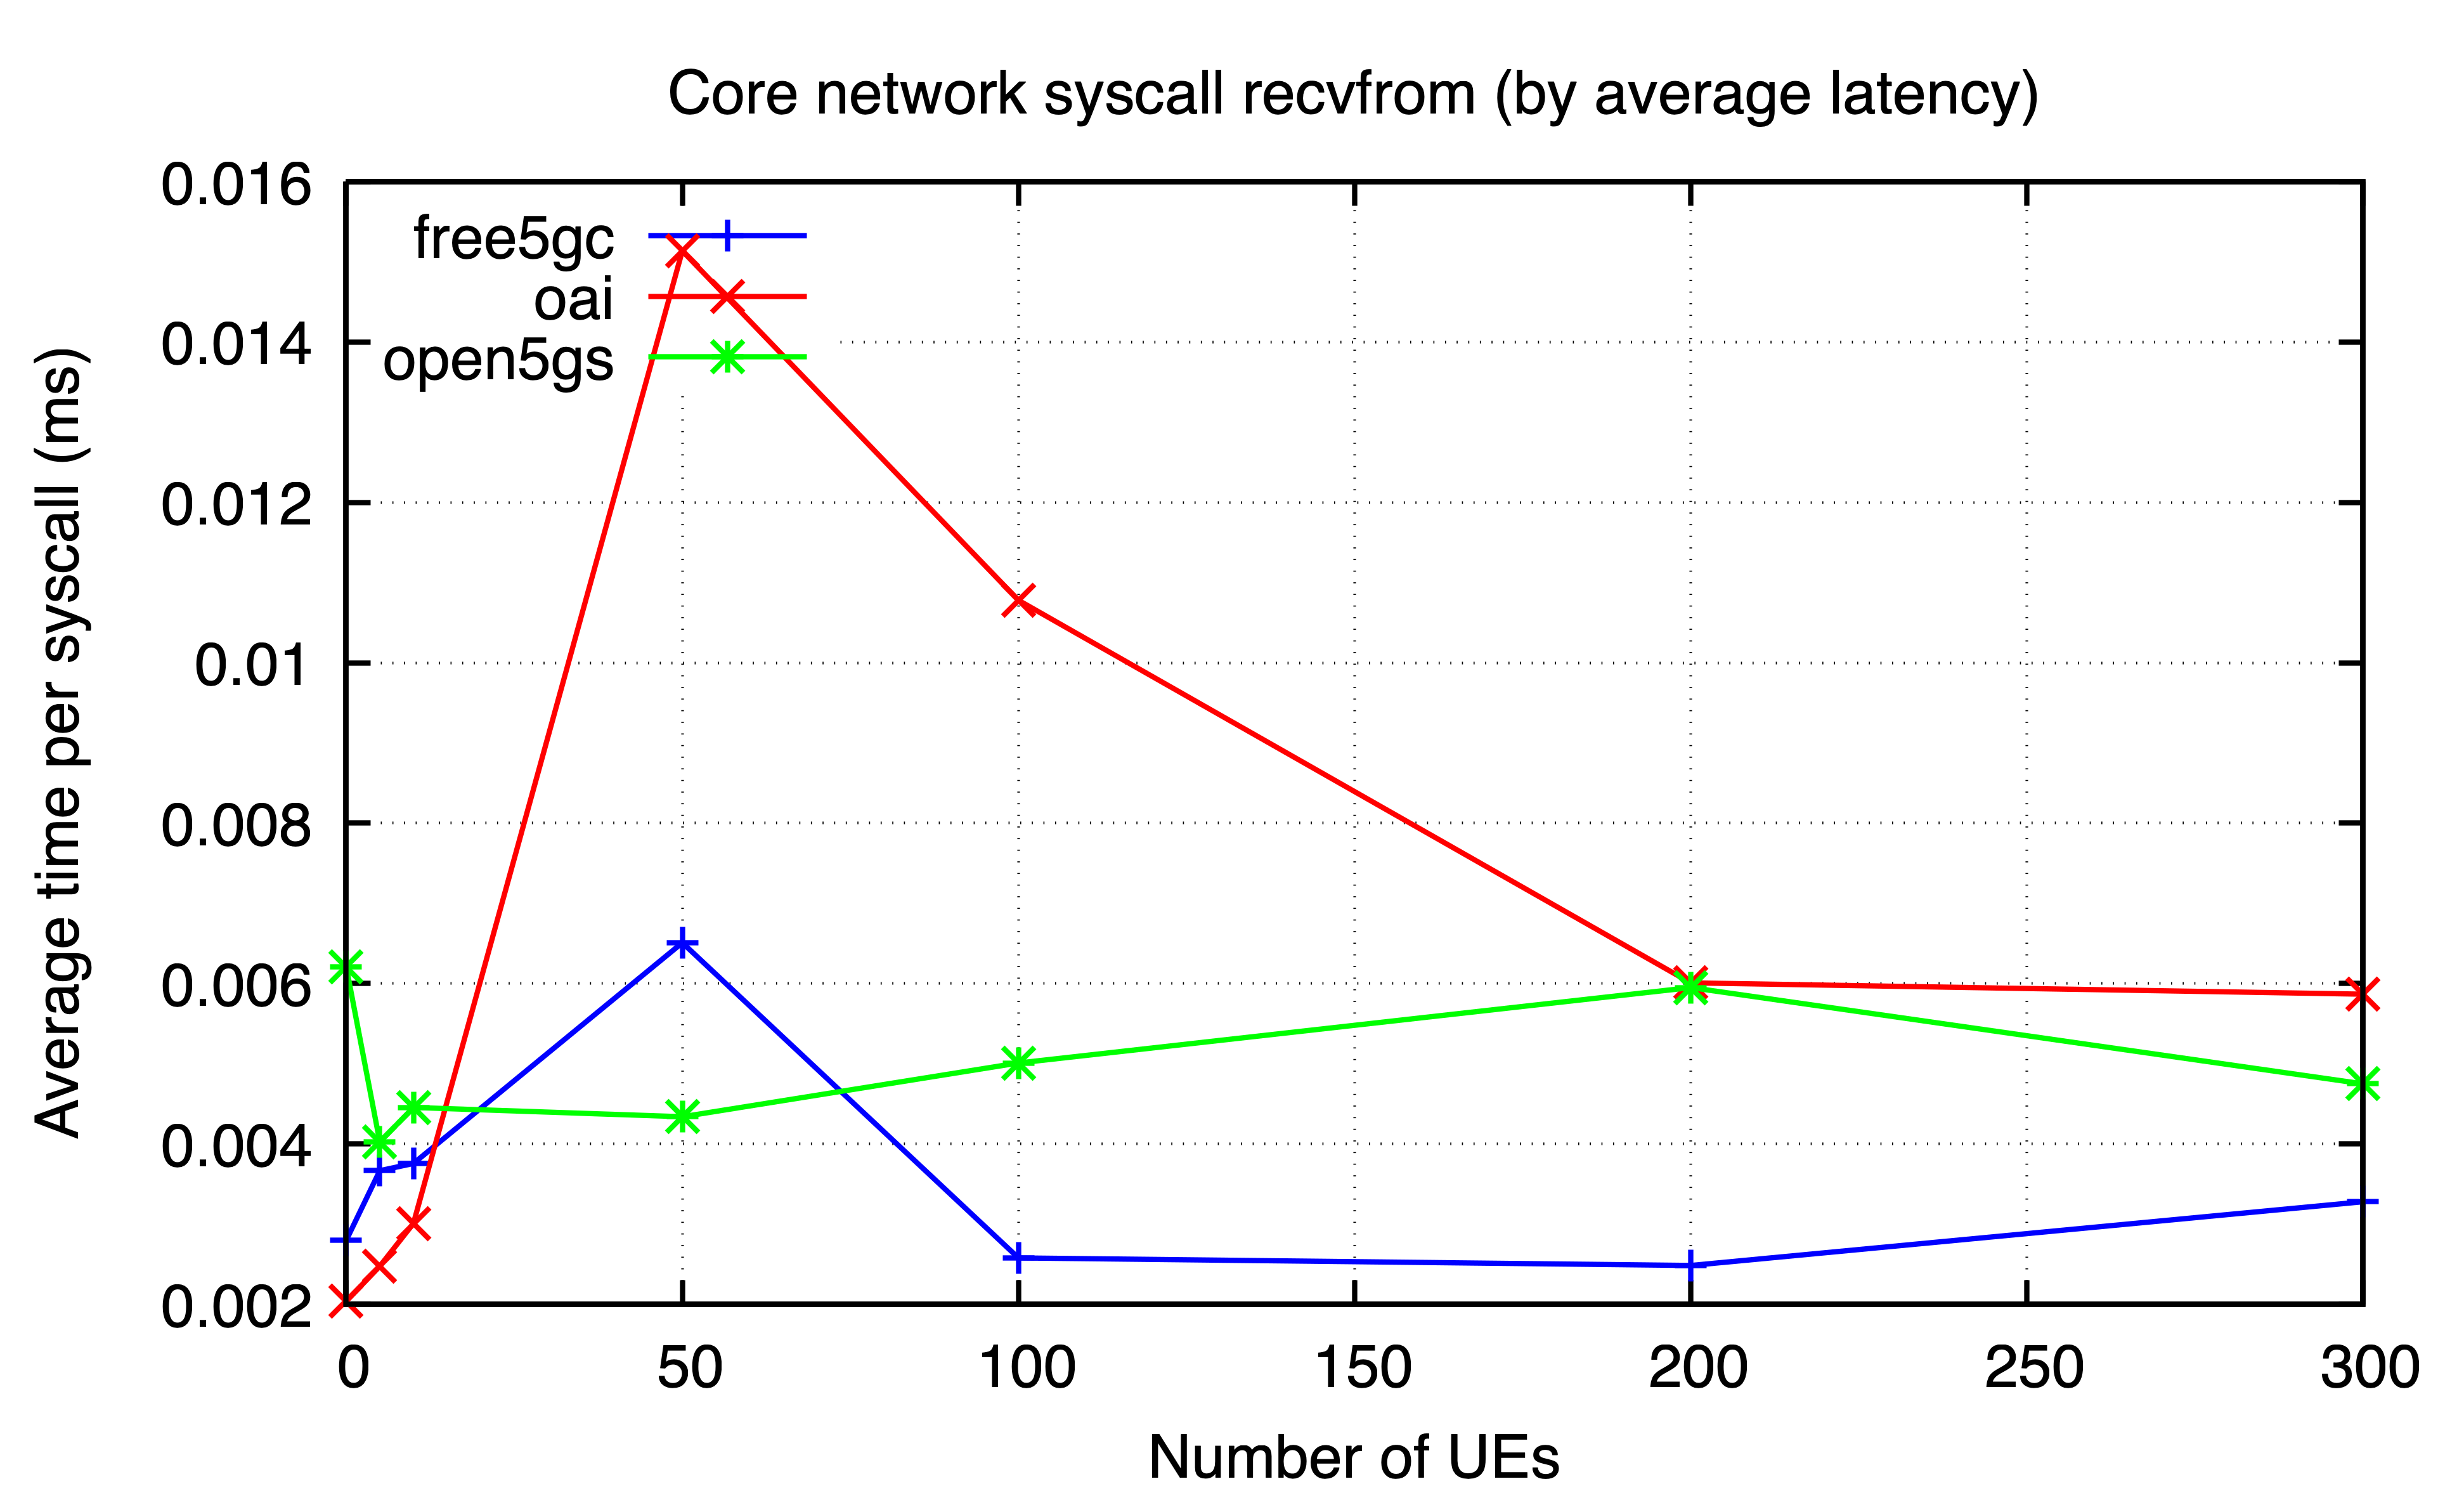 Core network syscall recvfrom (by average latency)
Average time per syscall (ms)
0.016
0.014
0.012
0.01
0.008
0.006
0.004
0.002
free5gc
oai
open5gs
0 50 100 150 200 250 300
Number of UEs